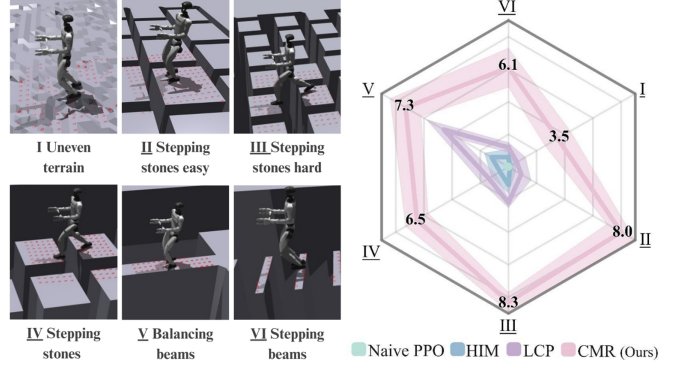 I Uneven
terrain
II Stepping
stones easy
III Stepping
stones hard
IV Stepping
stones
V Balancing
beams
VI Stepping
beams
VI
I
II
III
IV
V
6.1
3.5
8.0
8.3
6.5
7.3
Naive PPO HIM LCP CMR (Ours)